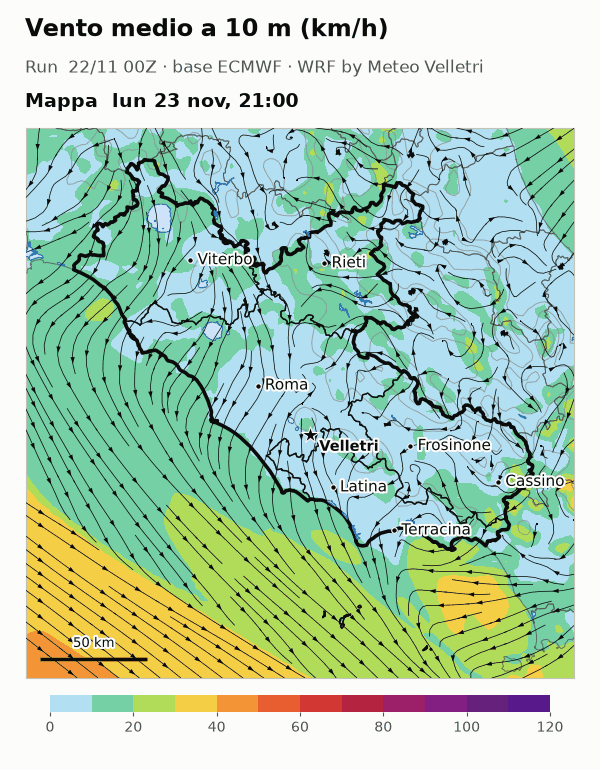 Vento medio a 10 m (km/h)
Run 22/11 00Z · base ECMWF · WRF by Meteo Velletri
Mappa lun 23 nov, 21:00
Viterbo
Rieti
Roma
Velletri
Frosinone
Cassino
Latina
Terracina
50 km
0 20 40 60 80 100 120